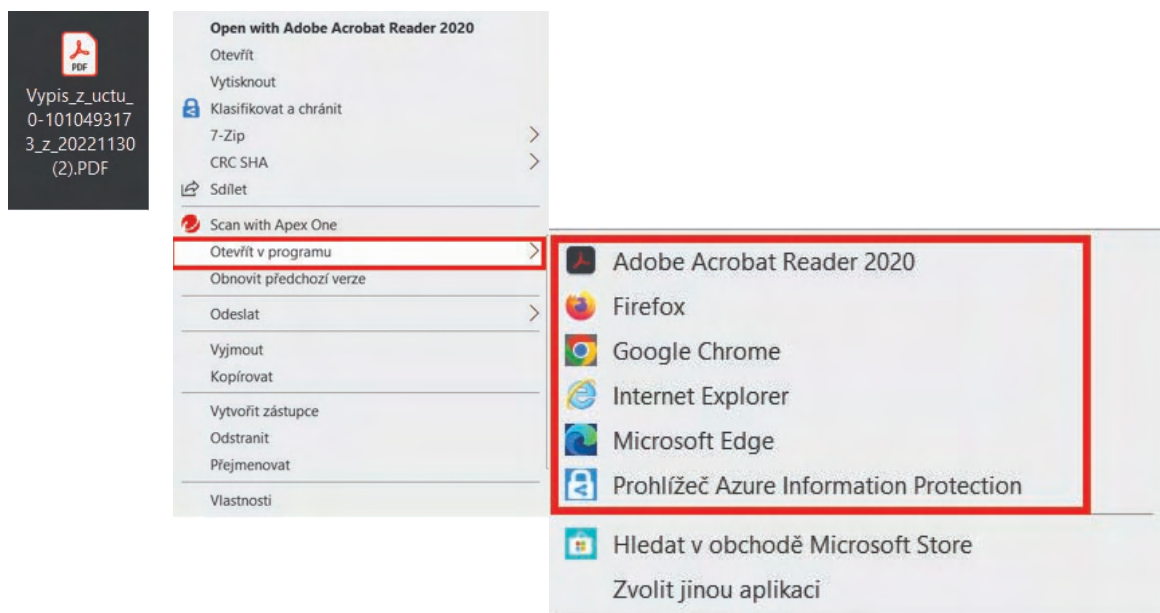 PDF
Vypis_z_uctu_
0-101049317
3_z_20221130
(2).PDF
Open with Adobe Acrobat Reader 2020
Otevřít
Vytisknout
Klasifikovat a chránit
7-Zip
CRC SHA
Sdílet
Scan with Apex One
Otevřít v programu
Obnovit předchozí verze
Odeslat
Vyjmout
Kopírovat
Vytvořit zástupce
Odstranit
Přejmenovat
Vlastnosti
Adobe Acrobat Reader 2020
Firefox
Google Chrome
Internet Explorer
Microsoft Edge
Prohlížeč Azure Information Protection
Hledat v obchodě Microsoft Store
Zvolit jinou aplikaci